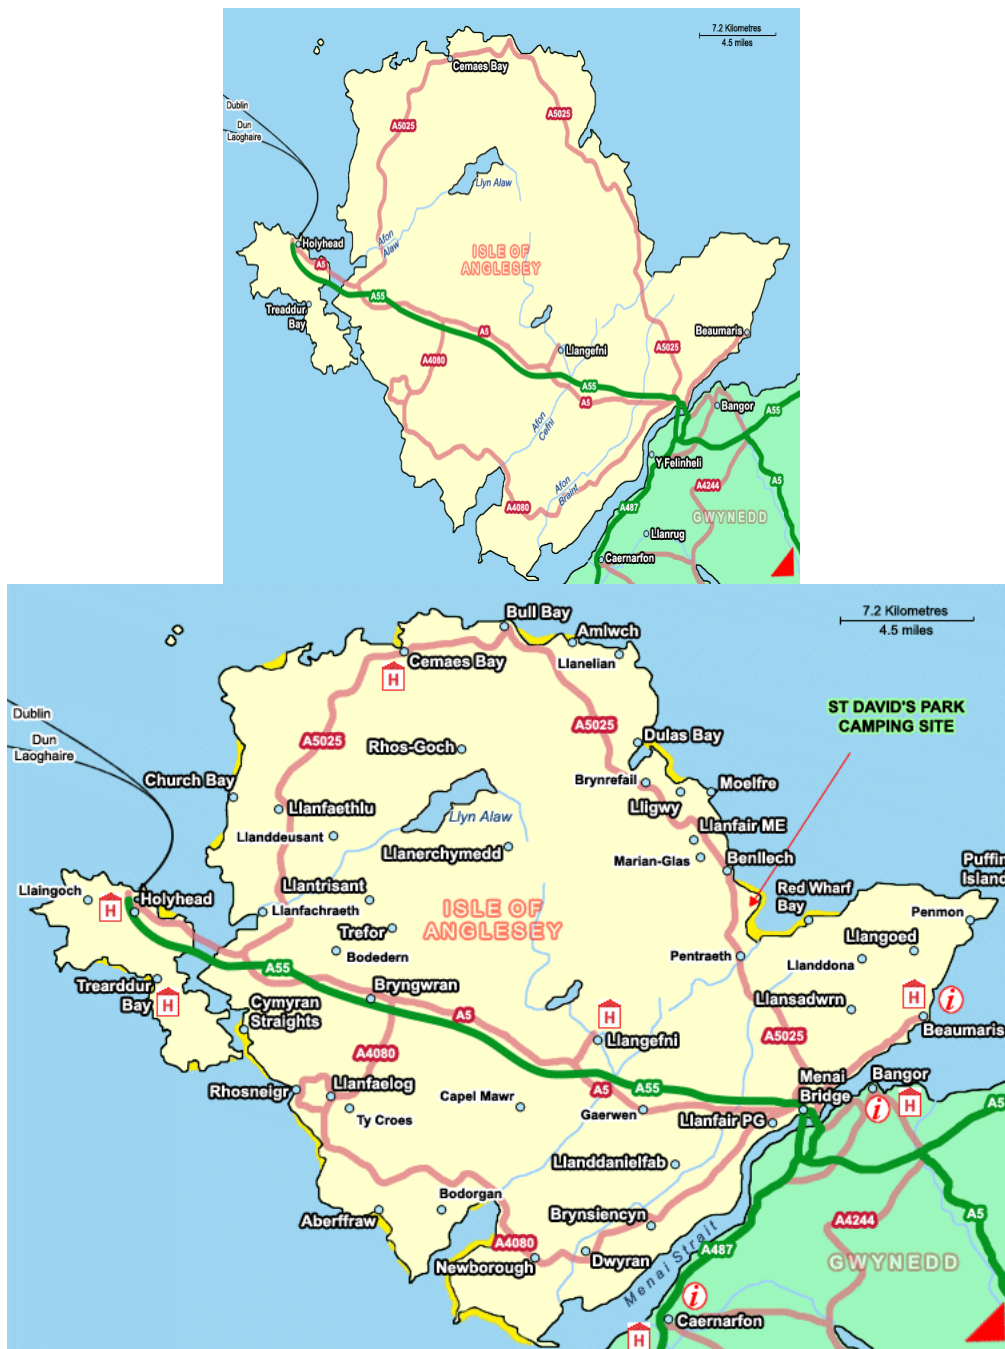 7.2 Kilometres
4.5 miles
Cemaes Bay
A5025
A5025
Dublin
Dun
Laoghaire
Llyn Alaw
Afon
Alaw
Holyhead
A5
ISLE OF
ANGLESEY
A55
Treaddur
Bay
A5
Beaumaris
A4080
Llangefni
A5025
A55
A5
Bangor
A55
Afon
Cefni
Y Felinheli
A5
Afon
Braint
A4244
A4080
A487
GWYNEDD
Llanrug
Caernarfon
7.2 Kilometres
4.5 miles
Bull Bay
Amlwch
Cemaes Bay
Llanelian
H
ST DAVID'S PARK
CAMPING SITE
Dublin
A5025
A5025
Dulas Bay
Dun
Laoghaire
Rhos-Goch
Church Bay
Brynrefail
Moelfre
Lligwy
Llanfaethlu
Llyn Alaw
Llanfair ME
Llanddeusant
Llanerchymedd
Marian-Glas
Benllech
Puffin
Island
Llaingoch
Holyhead
H
Llantrisant
Red Wharf
Bay
Llanfachraeth
ISLE OF
ANGLESEY
Penmon
Trefor
Llangoed
Bodedern
Pentraeth
Llanddona
A55
Trearddur
Bay
H
Bryngwran
Cymyran
Straights
A5
H
Llansadwrn
H
i
Beaumaris
Llangefni
A5025
A4080
Menai
Bridge
Bangor
Rhosneigr
Llanfaelog
A5
A55
i
H
A5
Capel Mawr
Ty Croes
Gaerwen
Llanfair PG
Llanddanielfab
Bodorgan
Aberffraw
Brynsiencyn
A4244
A5
A4080
Menai Strait
A487
Newborough
Dwyran
GWYNEDD
i
Caernarfon
H